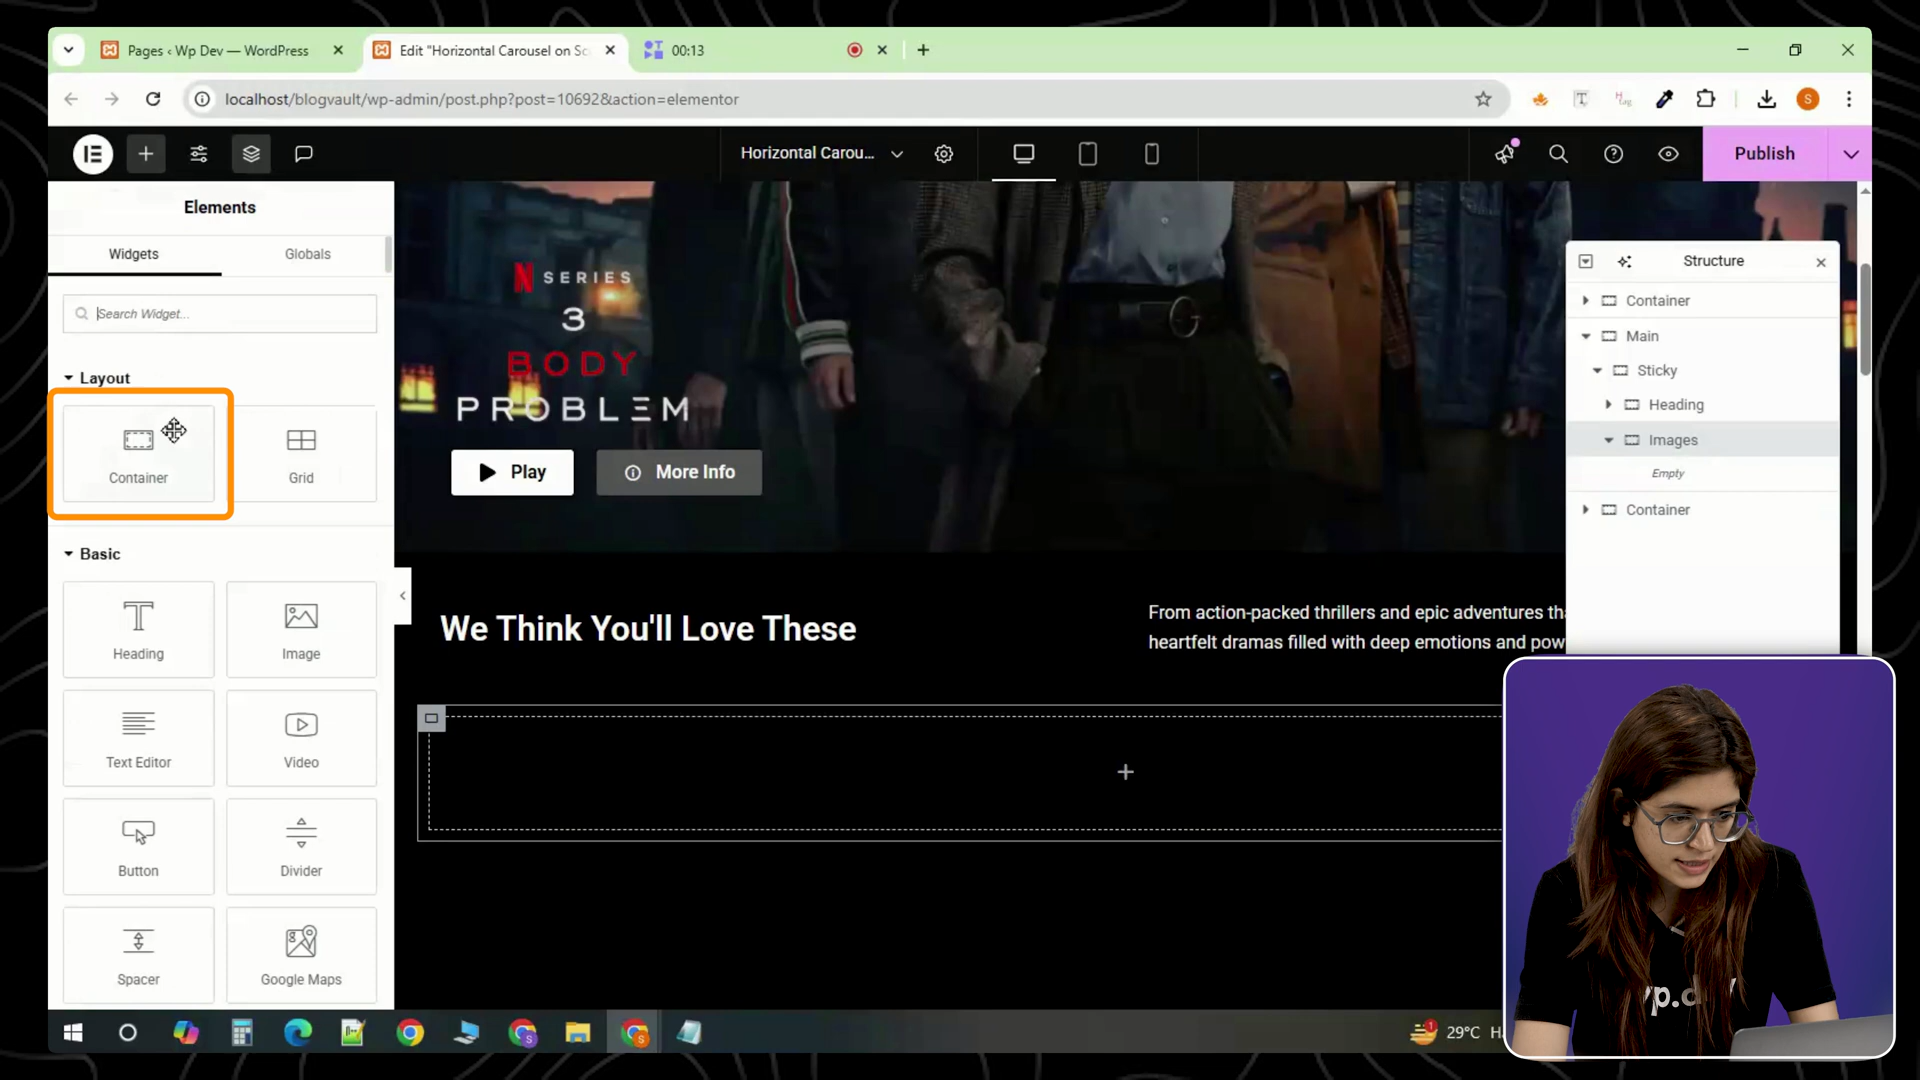 Pages ‹ Wp Dev — WordPress
Edit "Horizontal Carousel on Sc
00:13
localhost/blogvault/wp-admin/post.php?post=10692&action=elementor
Horizontal Carou...
Publish
Elements
Widgets
Globals
Search Widget...
Layout
Container
Grid
Basic
Heading
Image
Text Editor
Video
Button
Divider
Spacer
Google Maps
N SERIES
3
BODY
PROBLEM
Play
More Info
We Think You'll Love These
From action-packed thrillers and epic adventures
heartfelt dramas filled with deep emotions and
Structure
Container
Main
Sticky
Heading
Images
Empty
Container
29°C